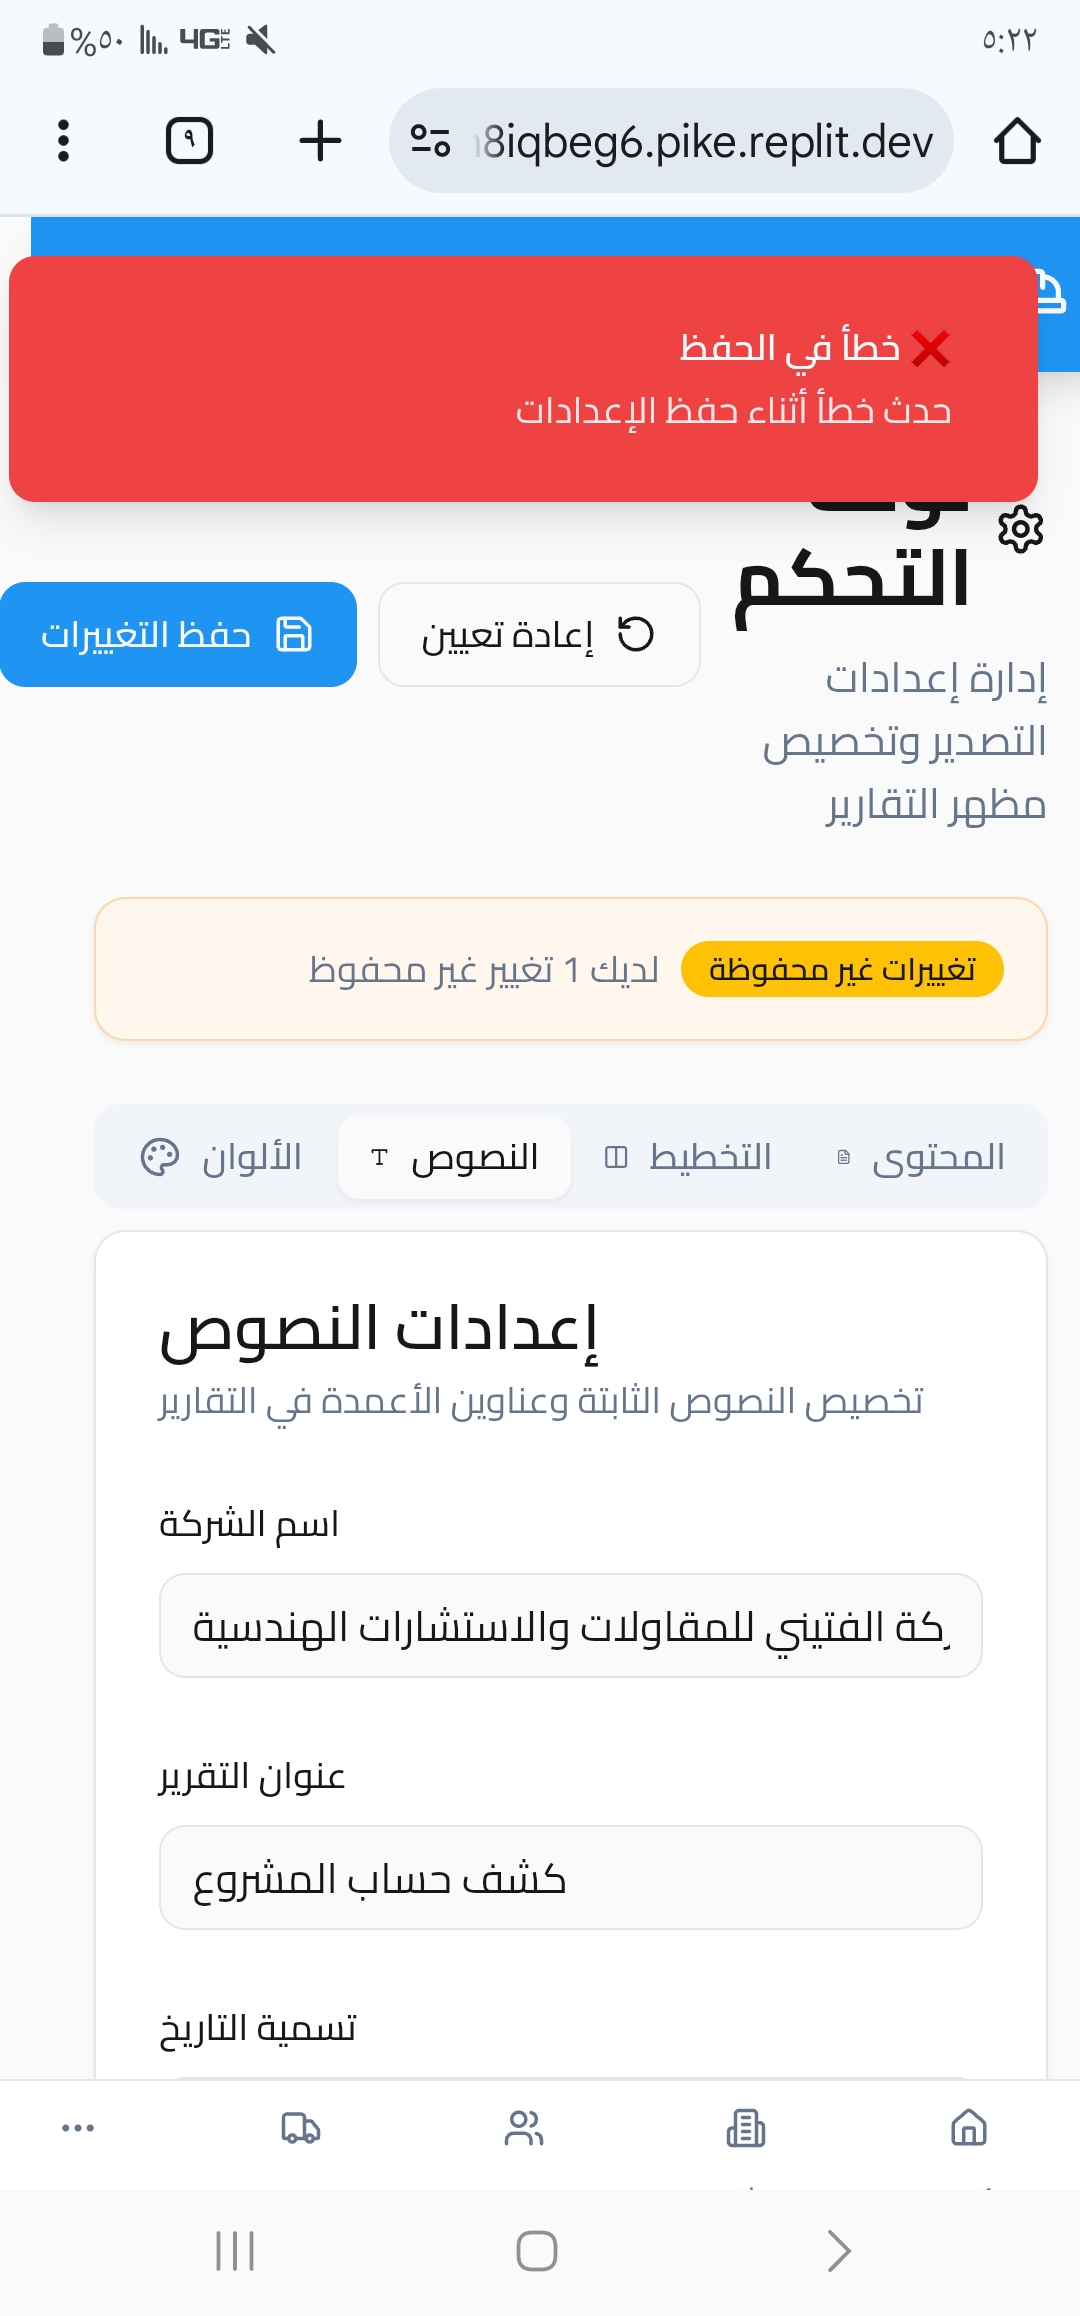 ٥:٢٢
4G LTE
%٥٠
8iqbeg6.pike.replit.dev
٩
❌ خطأ في الحفظ
حدث خطأ أثناء حفظ الإعدادات
التحكم
إعادة تعيين
حفظ التغييرات
إدارة إعدادات
التصدير وتخصيص
مظهر التقارير
تغييرات غير محفوظة
لديك 1 تغيير غير محفوظ
المحتوى
التخطيط
النصوص
الألوان
إعدادات النصوص
تخصيص النصوص الثابتة وعناوين الأعمدة في التقارير
اسم الشركة
ركة الفتيني للمقاولات والاستشارات الهندسية
عنوان التقرير
كشف حساب المشروع
تسمية التاريخ